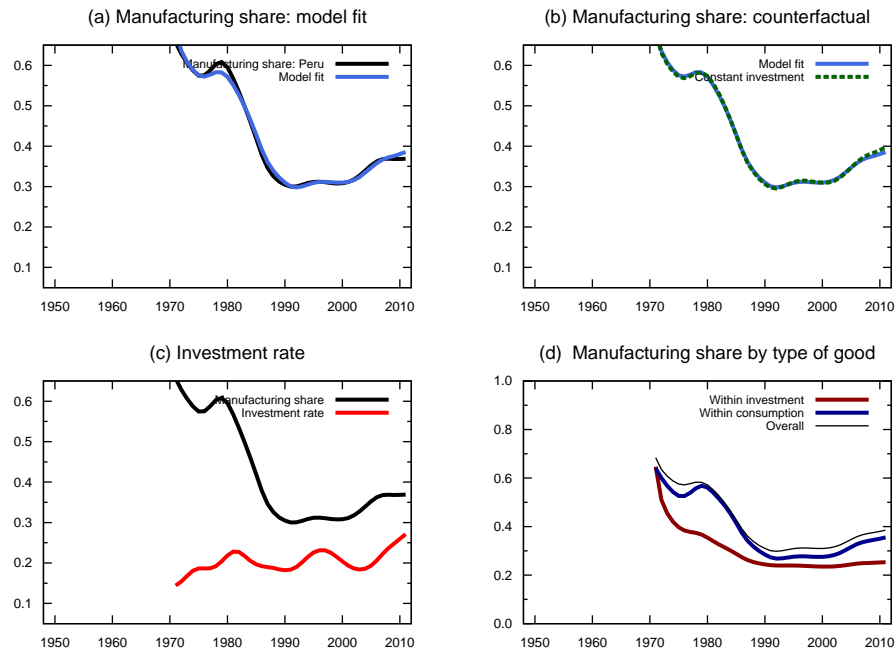 (a) Manufacturing share: model fit
0.6
0.5
0.4
0.3
0.2
0.1
1950 1960 1970 1980 1990 2000 2010
Manufacturing share: Peru
Model fit
(b) Manufacturing share: counterfactual
0.6
0.5
0.4
0.3
0.2
0.1
1950 1960 1970 1980 1990 2000 2010
Model fit
Constant investment
(c) Investment rate
0.6
0.5
0.4
0.3
0.2
0.1
1950 1960 1970 1980 1990 2000 2010
Manufacturing share
Investment rate
(d) Manufacturing share by type of good
1.0
0.8
0.6
0.4
0.2
0.0
1950 1960 1970 1980 1990 2000 2010
Within investment
Within consumption
Overall